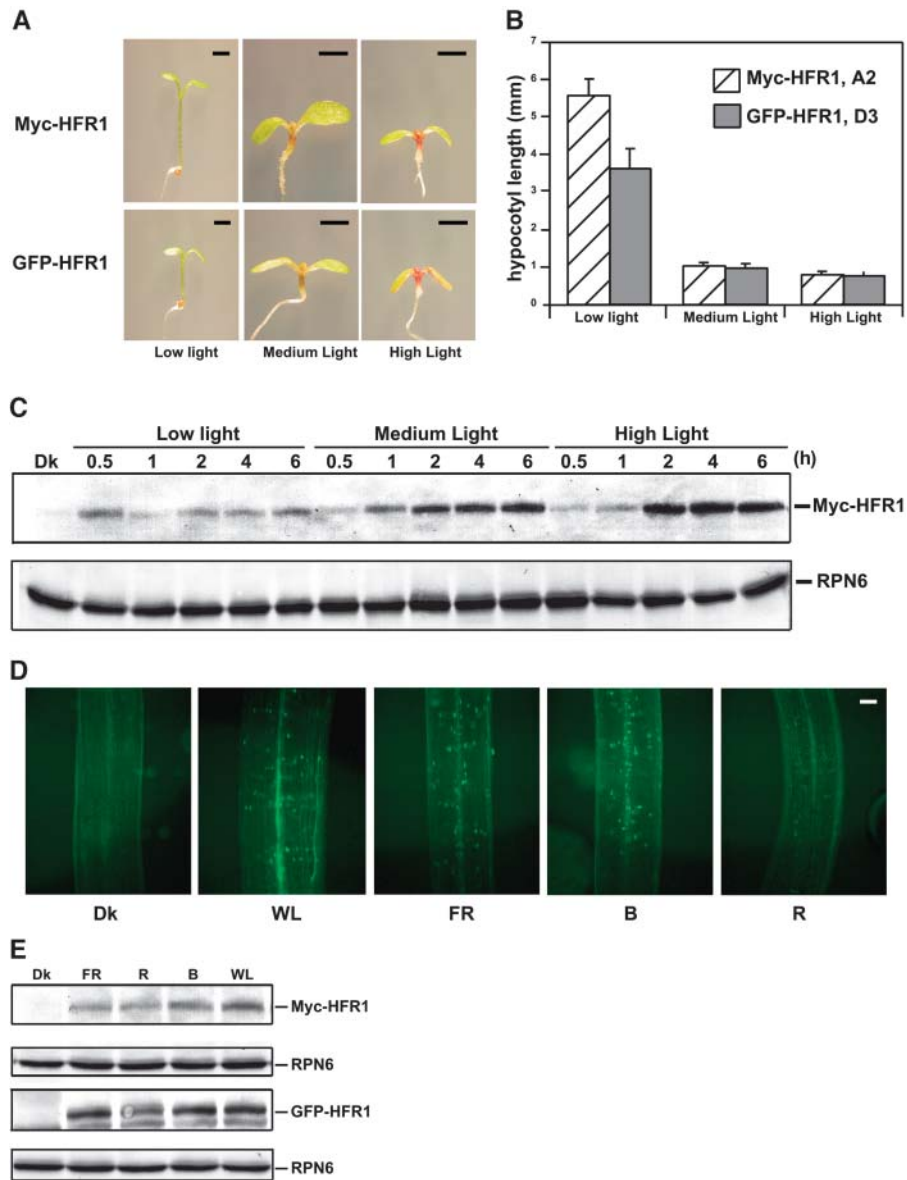 A
Myc-HFR1
GFP-HFR1
Low light Medium Light High Light
B
hypocotyl length (mm)
7
6
5
4
3
2
1
0
Myc-HFR1, A2
GFP-HFR1, D3
Low light Medium Light High Light
C
Low light Medium Light High Light
Dk 0.5 1 2 4 6 0.5 1 2 4 6 0.5 1 2 4 6 (h)
Myc-HFR1
RPN6
D
Dk WL FR B R
E
Dk FR R B WL
Myc-HFR1
RPN6
GFP-HFR1
RPN6